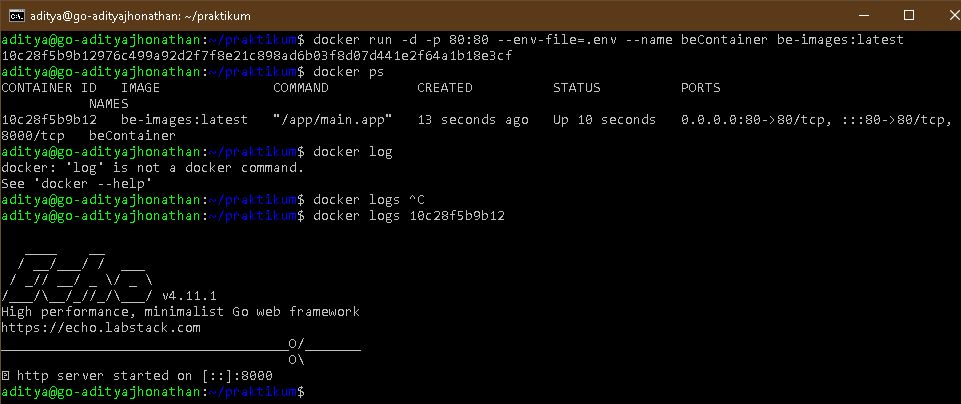 aditya@go-adityajhonathan: ~/praktikum
aditya@go-adityajhonathan:~/praktikum$ docker run -d -p 80:80 --env-file=.env --name beContainer be-images:latest
10c28f5b9b12976c499a92d2f7f8e21c898ad6b03f8d07d441e2f64a1b18e3cf
aditya@go-adityajhonathan:~/praktikum$ docker ps
CONTAINER ID   IMAGE              COMMAND           CREATED          STATUS          PORTS
           NAMES
10c28f5b9b12   be-images:latest   "/app/main.app"   13 seconds ago   Up 10 seconds   0.0.0.0:80->80/tcp, :::80->80/tcp,
8000/tcp   beContainer
aditya@go-adityajhonathan:~/praktikum$ docker log
docker: 'log' is not a docker command.
See 'docker --help'
aditya@go-adityajhonathan:~/praktikum$ docker logs ^C
aditya@go-adityajhonathan:~/praktikum$ docker logs 10c28f5b9b12
Echo
v4.11.1
High performance, minimalist Go web framework
https://echo.labstack.com
____________________________________O/_______
                                    O\
http server started on [::]:8000
aditya@go-adityajhonathan:~/praktikum$